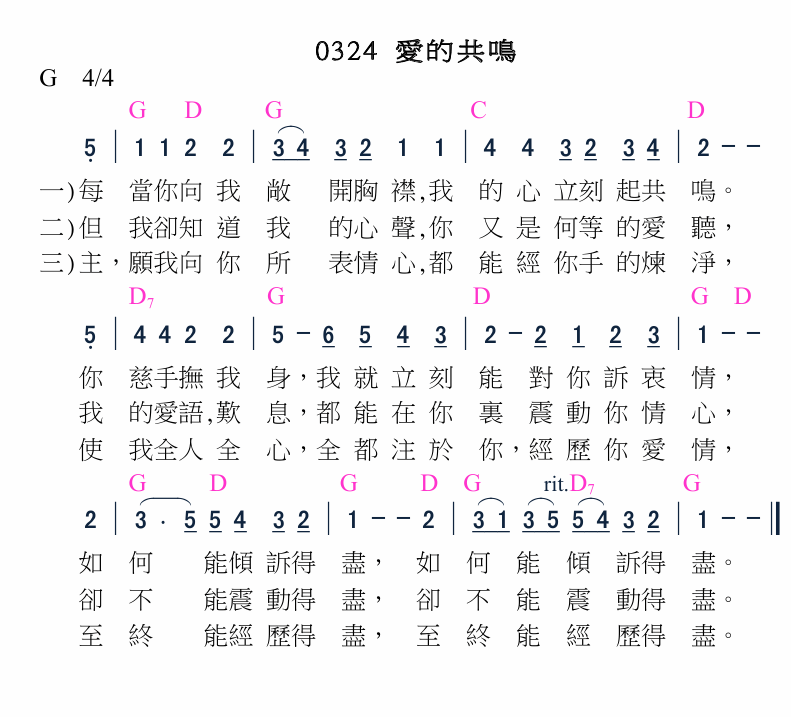 0324 愛的共鳴
G 4/4
G D G C D
5 | 1 1 2 2 | 3 4 3 2 1 1 | 4 4 3 2 3 4 | 2 － －
一)每 當你向 我 敞 開胸 襟,我 的 心 立刻 起共 鳴。
二)但 我卻知 道 我 的心 聲,你 又 是 何等 的愛 聽，
三)主，願我向 你 所 表情 心,都 能 經 你手 的煉 淨，
D7 G D G D
5 | 4 4 2 2 | 5 － 6 5 4 3 | 2 － 2 1 2 3 | 1 － －
你 慈手撫 我 身，我 就 立 刻 能 對 你 訴 衷 情，
我 的愛語,歎 息，都 能 在 你 裏 震 動 你 情 心，
使 我全人 全 心，全 都 注 於 你，經 歷 你 愛 情，
G D G D G rit. D7 G
2 | 3 · 5 5 4 3 2 | 1 － － 2 | 3 1 3 5 5 4 3 2 | 1 － － ‖
如 何 能傾 訴得 盡， 如 何 能 傾 訴得 盡。
卻 不 能震 動得 盡， 卻 不 能 震 動得 盡。
至 終 能經 歷得 盡， 至 終 能 經 歷得 盡。